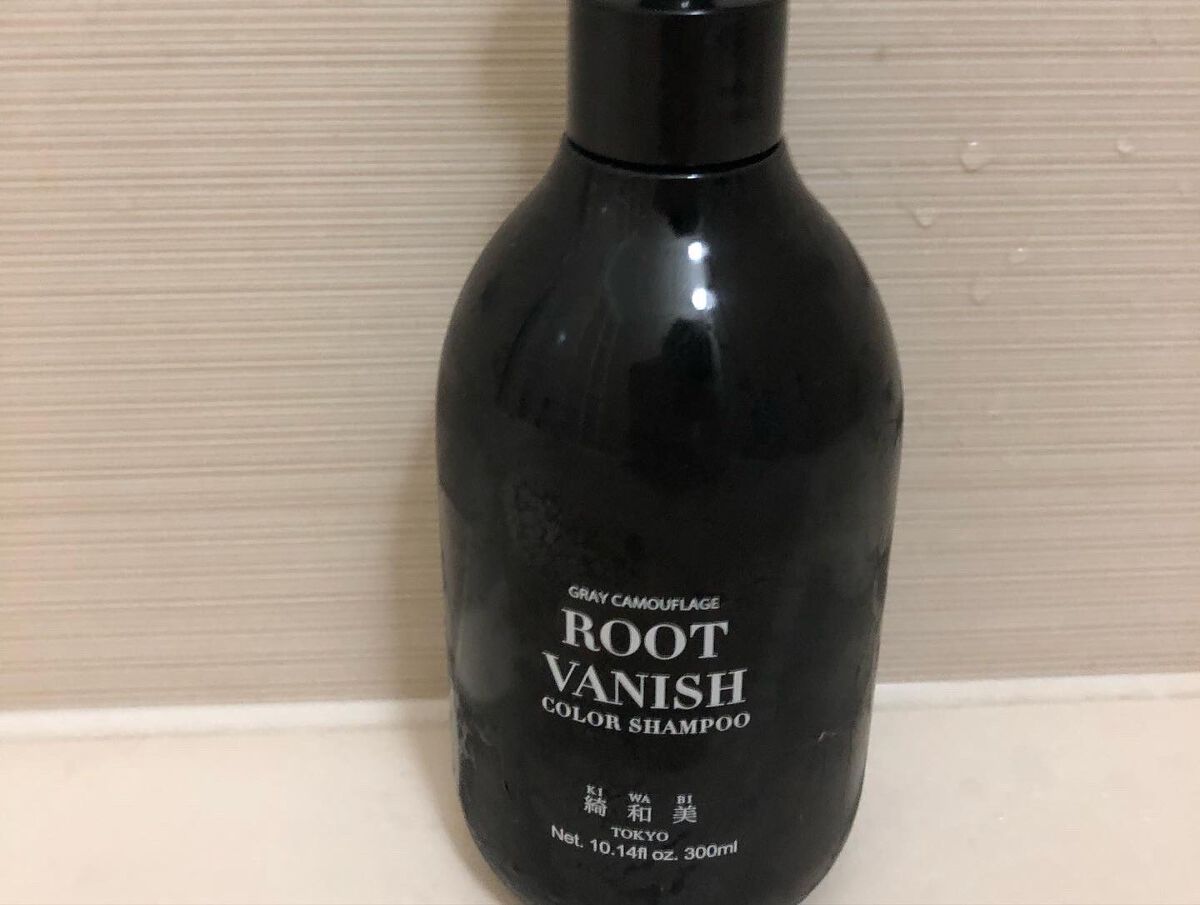 GRAY CAMOUFLAGE
ROOT
VANISH
COLOR SHAMPOO
KI WA BI
綺和美
TOKYO
Net. 10.14fl oz. 300ml